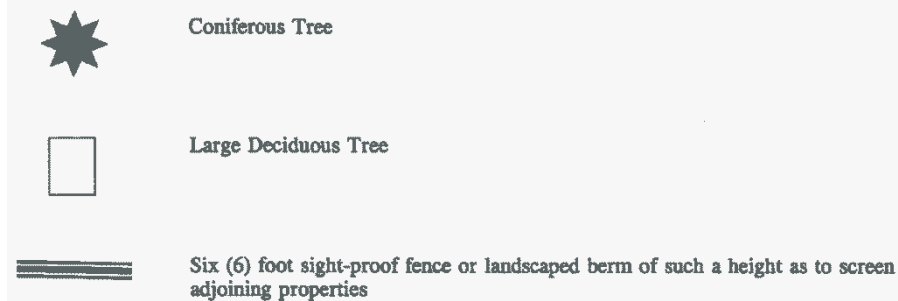 Coniferous Tree
Large Deciduous Tree
Six (6) foot sight-proof fence or landscaped berm of such a height as to screen
adjoining properties